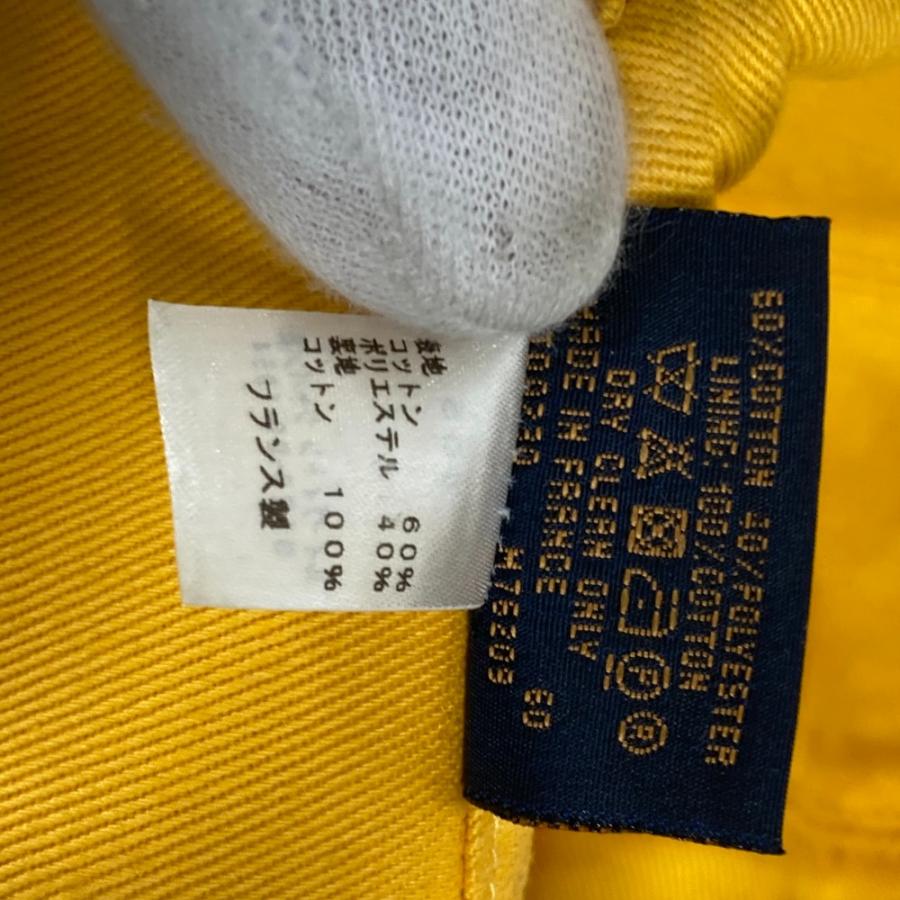 60%COTTON 40%POLYESTER
LINING: 100%COTTON
DRY CLEAN ONLY
MADE IN FRANCE
M75209 60
地
コットン 60%
ポリエステル 40%
裏地
コットン 100%
フランス製